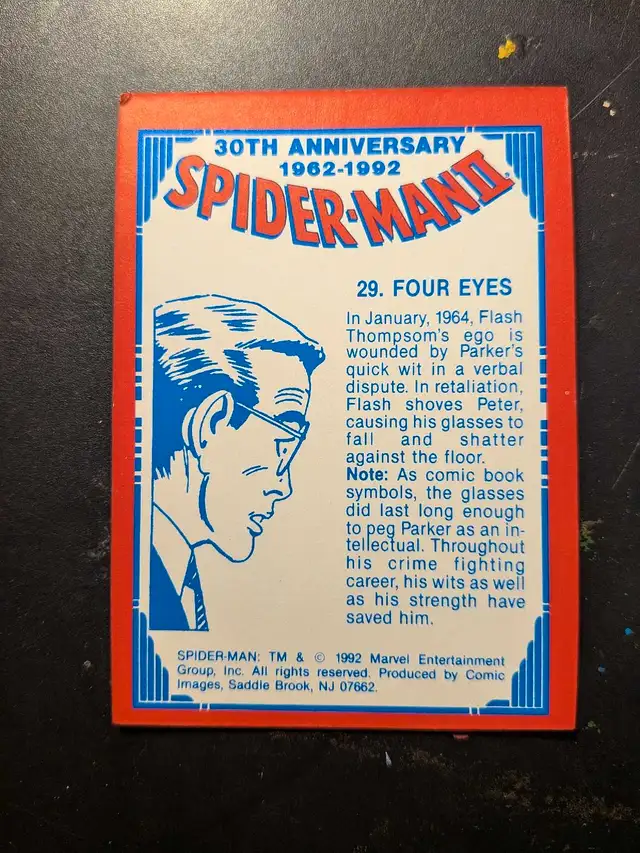 30TH ANNIVERSARY
1962-1992
SPIDER-MAN II
29. FOUR EYES
In January, 1964, Flash
Thompsom's ego is
wounded by Parker's
quick wit in a verbal
dispute. In retaliation,
Flash shoves Peter,
causing his glasses to
fall and shatter
against the floor.
Note: As comic book
symbols, the glasses
did last long enough
to peg Parker as an in-
tellectual. Throughout
his crime fighting
career, his wits as well
as his strength have
saved him.
SPIDER-MAN: TM & © 1992 Marvel Entertainment
Group, Inc. All rights reserved. Produced by Comic
Images, Saddle Brook, NJ 07662.